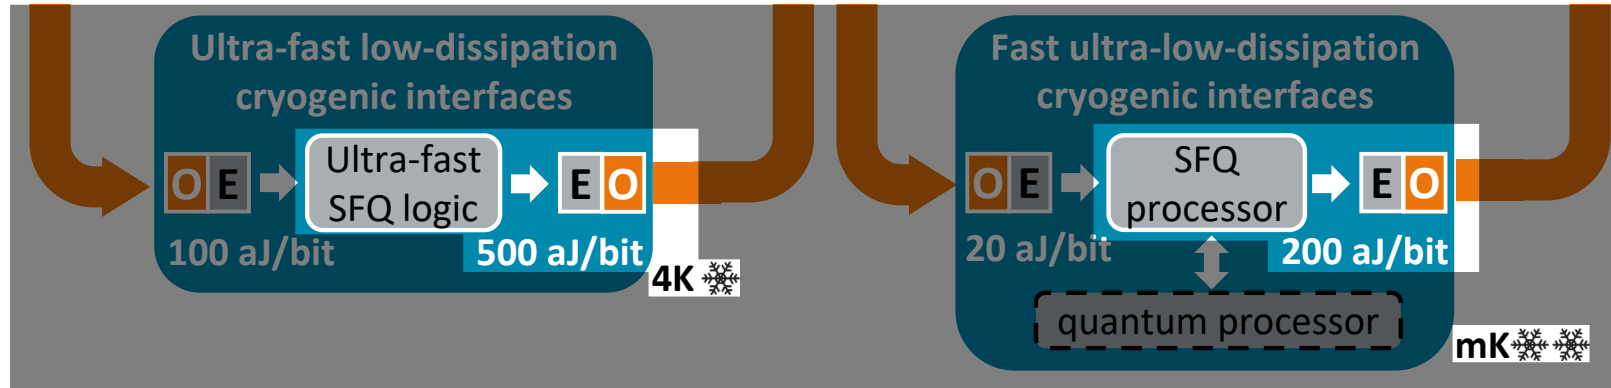 Ultra-fast low-dissipation
cryogenic interfaces
O E
Ultra-fast
SFQ logic
E O
100 aJ/bit
500 aJ/bit
4K
Fast ultra-low-dissipation
cryogenic interfaces
O E
SFQ
processor
E O
20 aJ/bit
200 aJ/bit
quantum processor
mK